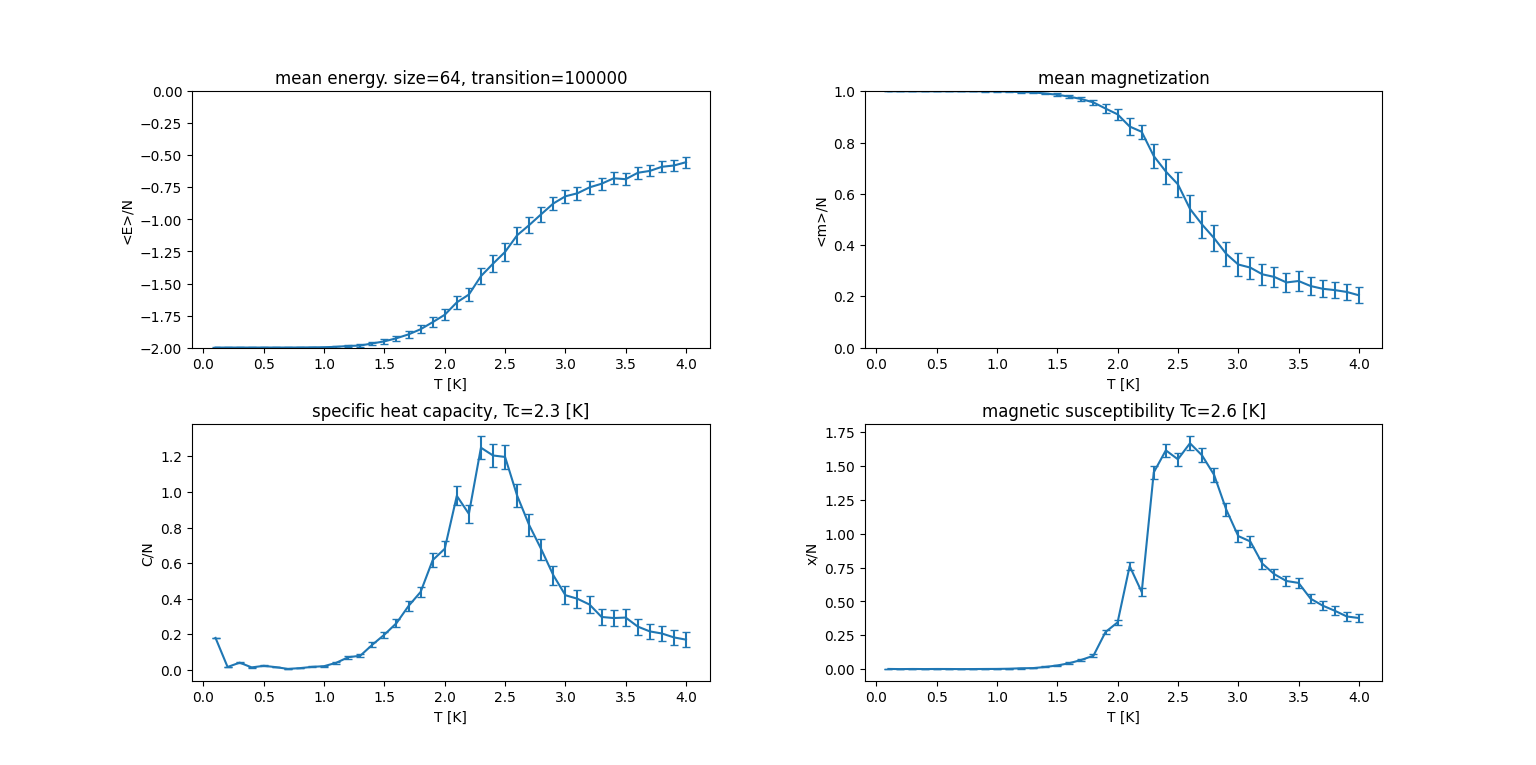 mean energy. size=64, transition=100000
0.00
−0.25
−0.50
−0.75
−1.00
−1.25
−1.50
−1.75
−2.00
<E>/N
0.0 0.5 1.0 1.5 2.0 2.5 3.0 3.5 4.0
T [K]
mean magnetization
1.0
0.8
0.6
0.4
0.2
0.0
<m>/N
0.0 0.5 1.0 1.5 2.0 2.5 3.0 3.5 4.0
T [K]
specific heat capacity, Tc=2.3 [K]
1.2
1.0
0.8
0.6
0.4
0.2
0.0
C/N
0.0 0.5 1.0 1.5 2.0 2.5 3.0 3.5 4.0
T [K]
magnetic susceptibility Tc=2.6 [K]
1.75
1.50
1.25
1.00
0.75
0.50
0.25
0.00
x/N
0.0 0.5 1.0 1.5 2.0 2.5 3.0 3.5 4.0
T [K]